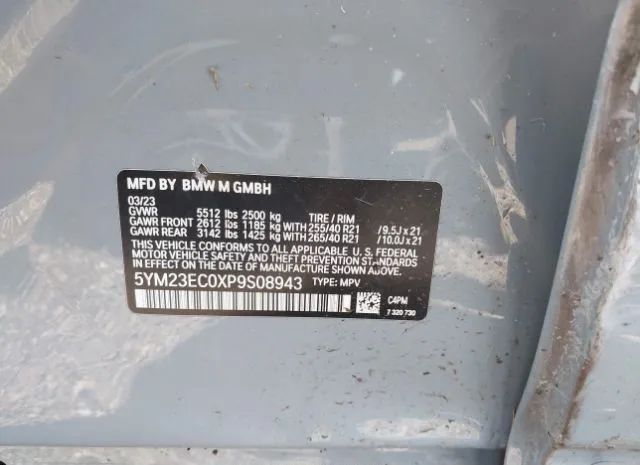 MFD BY BMW M GMBH
03/23
GVWR 5512 lbs 2500 kg TIRE / RIM
GAWR FRONT 2613 lbs 1185 kg WITH 255/40 R21 /9.5J x 21
GAWR REAR 3142 lbs 1425 kg WITH 265/40 R21 /10.0J x 21
THIS VEHICLE CONFORMS TO ALL APPLICABLE U.S. FEDERAL
MOTOR VEHICLE SAFETY AND THEFT PREVENTION STANDARDS
IN EFFECT ON THE DATE OF MANUFACTURE SHOWN ABOVE.
5YM23EC0XP9S08943 TYPE: MPV
C4PM
7 320 730